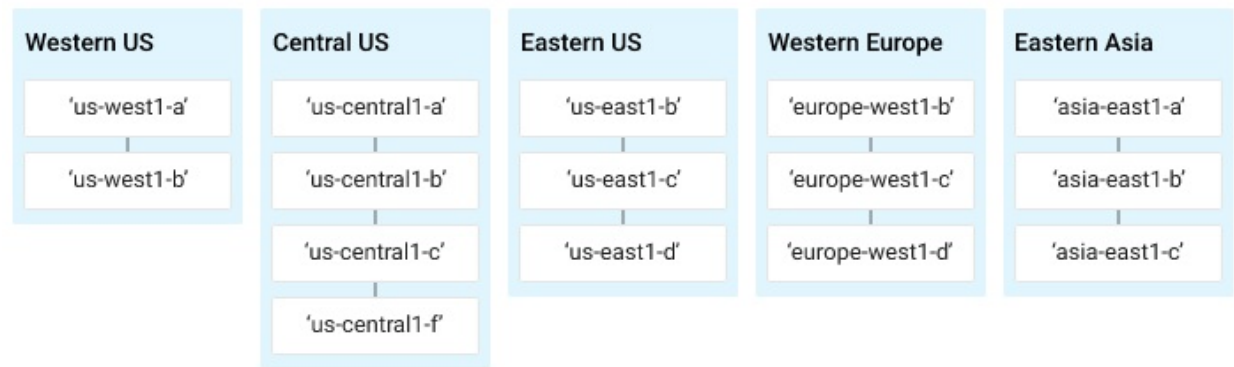 Western US
‘us-west1-a’
‘us-west1-b’
Central US
‘us-central1-a’
‘us-central1-b’
‘us-central1-c’
‘us-central1-f’
Eastern US
‘us-east1-b’
‘us-east1-c’
‘us-east1-d’
Western Europe
‘europe-west1-b’
‘europe-west1-c’
‘europe-west1-d’
Eastern Asia
‘asia-east1-a’
‘asia-east1-b’
‘asia-east1-c’